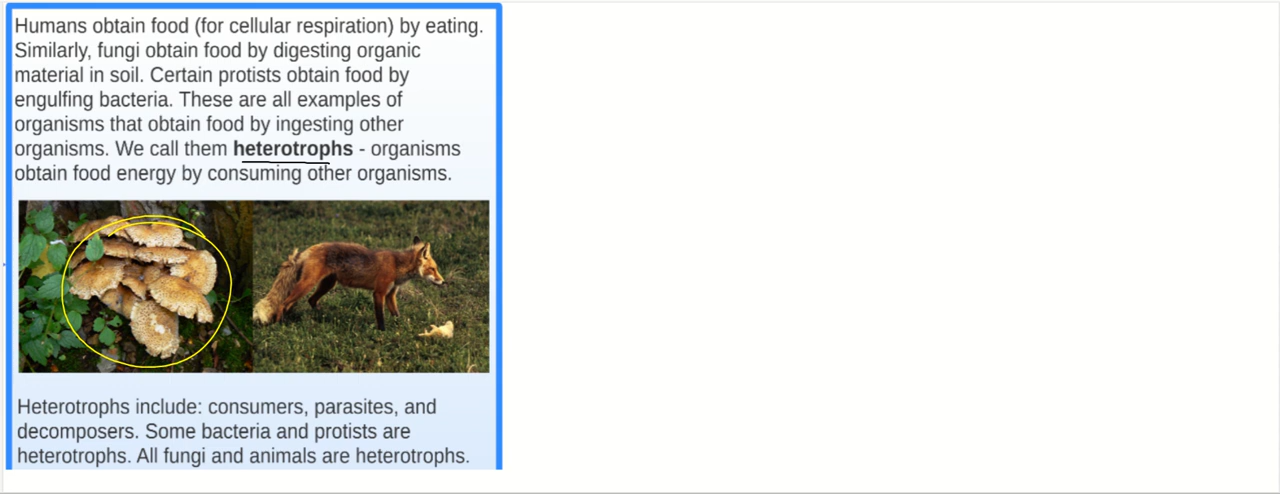 Humans obtain food (for cellular respiration) by eating.
Similarly, fungi obtain food by digesting organic
material in soil. Certain protists obtain food by
engulfing bacteria. These are all examples of
organisms that obtain food by ingesting other
organisms. We call them heterotrophs - organisms
obtain food energy by consuming other organisms.
Heterotrophs include: consumers, parasites, and
decomposers. Some bacteria and protists are
heterotrophs. All fungi and animals are heterotrophs.